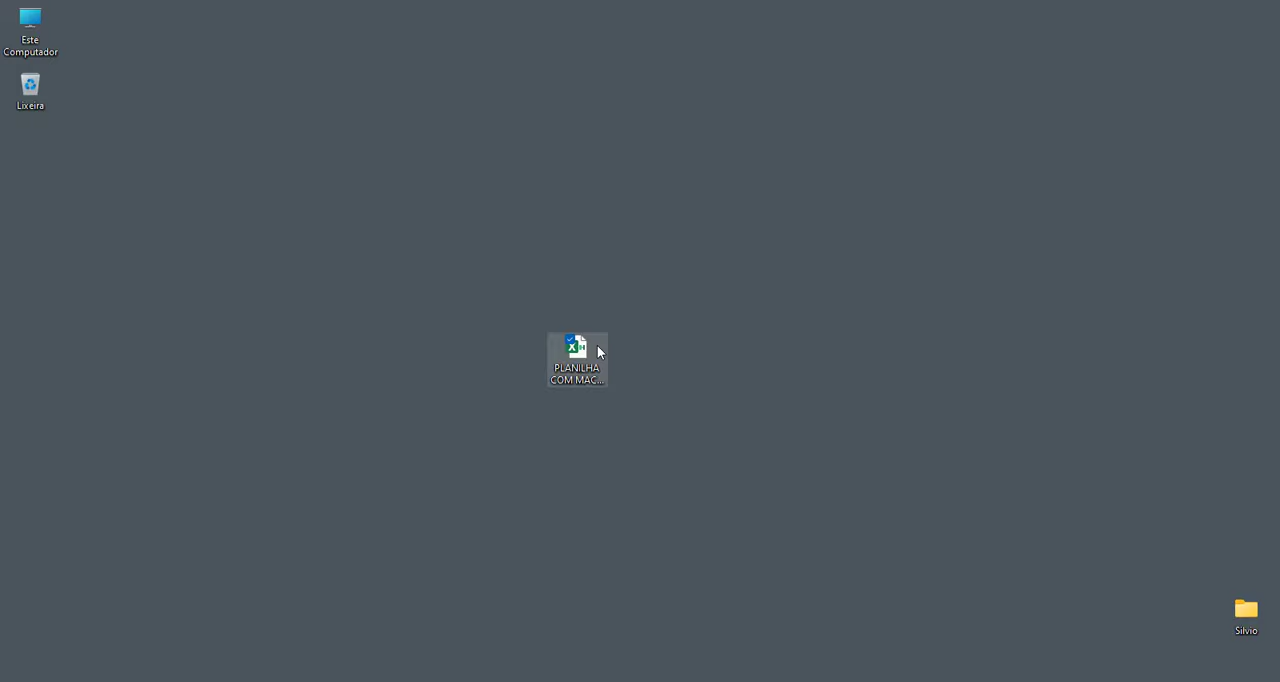 Este
Computador
Lixeira
PLANILHA
COM MAC...
Silvio